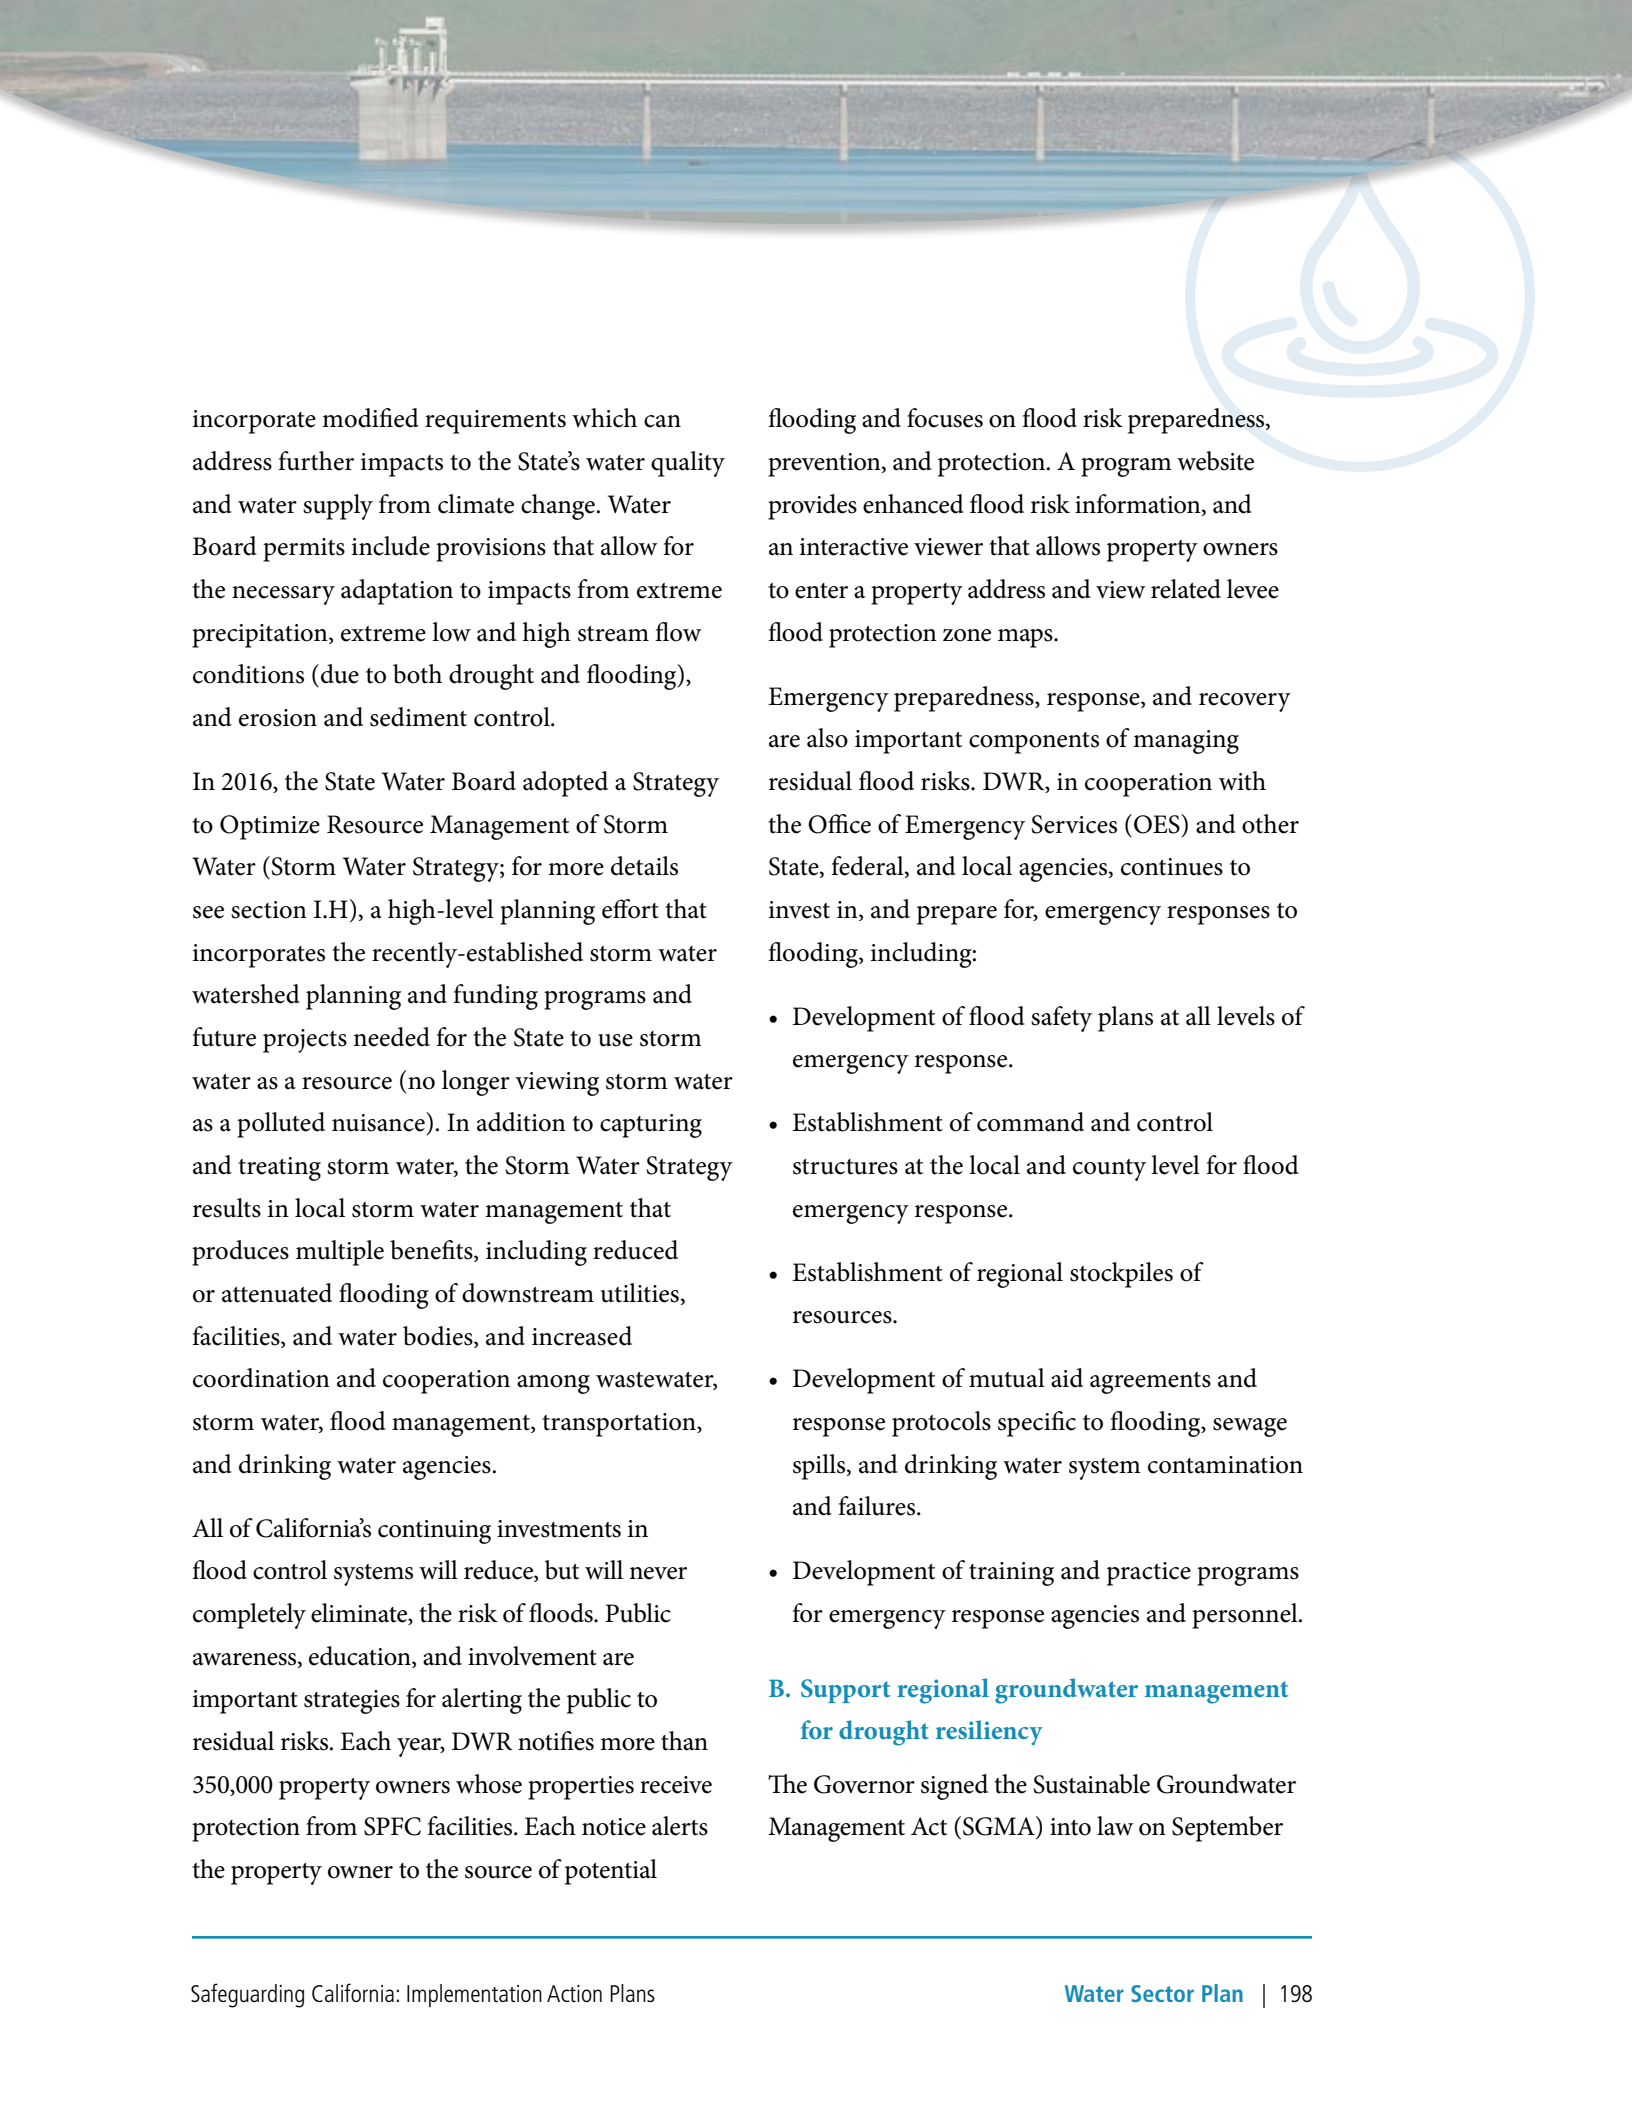 incorporate modified requirements which can
address further impacts to the State’s water quality
and water supply from climate change. Water
Board permits include provisions that allow for
the necessary adaptation to impacts from extreme
precipitation, extreme low and high stream flow
conditions (due to both drought and flooding),
and erosion and sediment control.
In 2016, the State Water Board adopted a Strategy
to Optimize Resource Management of Storm
Water (Storm Water Strategy; for more details
see section I.H), a high-level planning effort that
incorporates the recently-established storm water
watershed planning and funding programs and
future projects needed for the State to use storm
water as a resource (no longer viewing storm water
as a polluted nuisance). In addition to capturing
and treating storm water, the Storm Water Strategy
results in local storm water management that
produces multiple benefits, including reduced
or attenuated flooding of downstream utilities,
facilities, and water bodies, and increased
coordination and cooperation among wastewater,
storm water, flood management, transportation,
and drinking water agencies.
All of California’s continuing investments in
flood control systems will reduce, but will never
completely eliminate, the risk of floods. Public
awareness, education, and involvement are
important strategies for alerting the public to
residual risks. Each year, DWR notifies more than
350,000 property owners whose properties receive
protection from SPFC facilities. Each notice alerts
the property owner to the source of potential
flooding and focuses on flood risk preparedness,
prevention, and protection. A program website
provides enhanced flood risk information, and
an interactive viewer that allows property owners
to enter a property address and view related levee
flood protection zone maps.
Emergency preparedness, response, and recovery
are also important components of managing
residual flood risks. DWR, in cooperation with
the Office of Emergency Services (OES) and other
State, federal, and local agencies, continues to
invest in, and prepare for, emergency responses to
flooding, including:
• Development of flood safety plans at all levels of
emergency response.
• Establishment of command and control
structures at the local and county level for flood
emergency response.
• Establishment of regional stockpiles of
resources.
• Development of mutual aid agreements and
response protocols specific to flooding, sewage
spills, and drinking water system contamination
and failures.
• Development of training and practice programs
for emergency response agencies and personnel.
B. Support regional groundwater management
for drought resiliency
The Governor signed the Sustainable Groundwater
Management Act (SGMA) into law on September
Safeguarding California: Implementation Action Plans
Water Sector Plan | 198